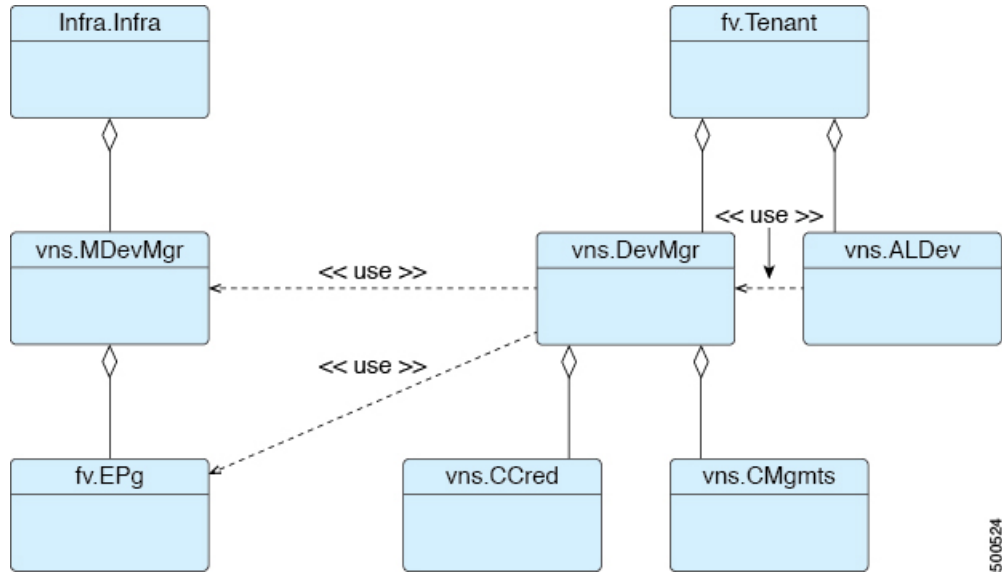 Infra.Infra
fv.Tenant
<< use >>
vns.MDevMgr
vns.DevMgr
vns.ALDev
<< use >>
<< use >>
fv.EPg
vns.CCred
vns.CMgmts
500524